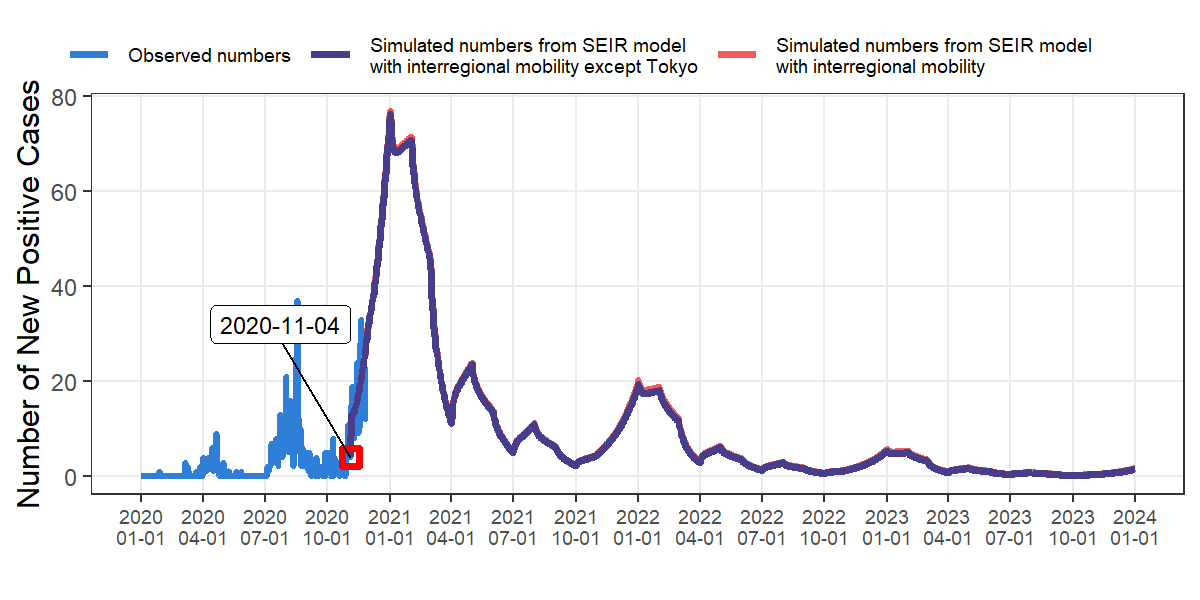 Observed numbers
Simulated numbers from SEIR model
with interregional mobility except Tokyo
Simulated numbers from SEIR model
with interregional mobility
Number of New Positive Cases
80
60
40
20
0
2020-11-04
2020 2020 2020 2020 2021 2021 2021 2021 2022 2022 2022 2022 2023 2023 2023 2023 2024
01-01 04-01 07-01 10-01 01-01 04-01 07-01 10-01 01-01 04-01 07-01 10-01 01-01 04-01 07-01 10-01 01-01